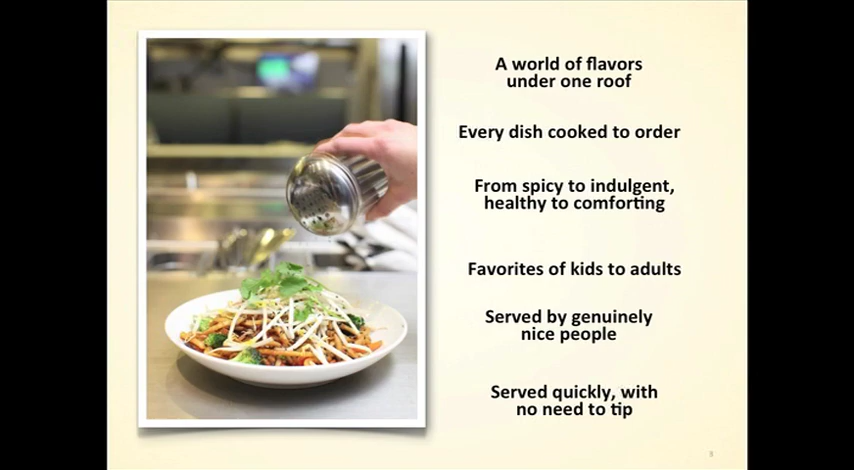 A world of flavors
under one roof
Every dish cooked to order
From spicy to indulgent,
healthy to comforting
Favorites of kids to adults
Served by genuinely
nice people
Served quickly, with
no need to tip